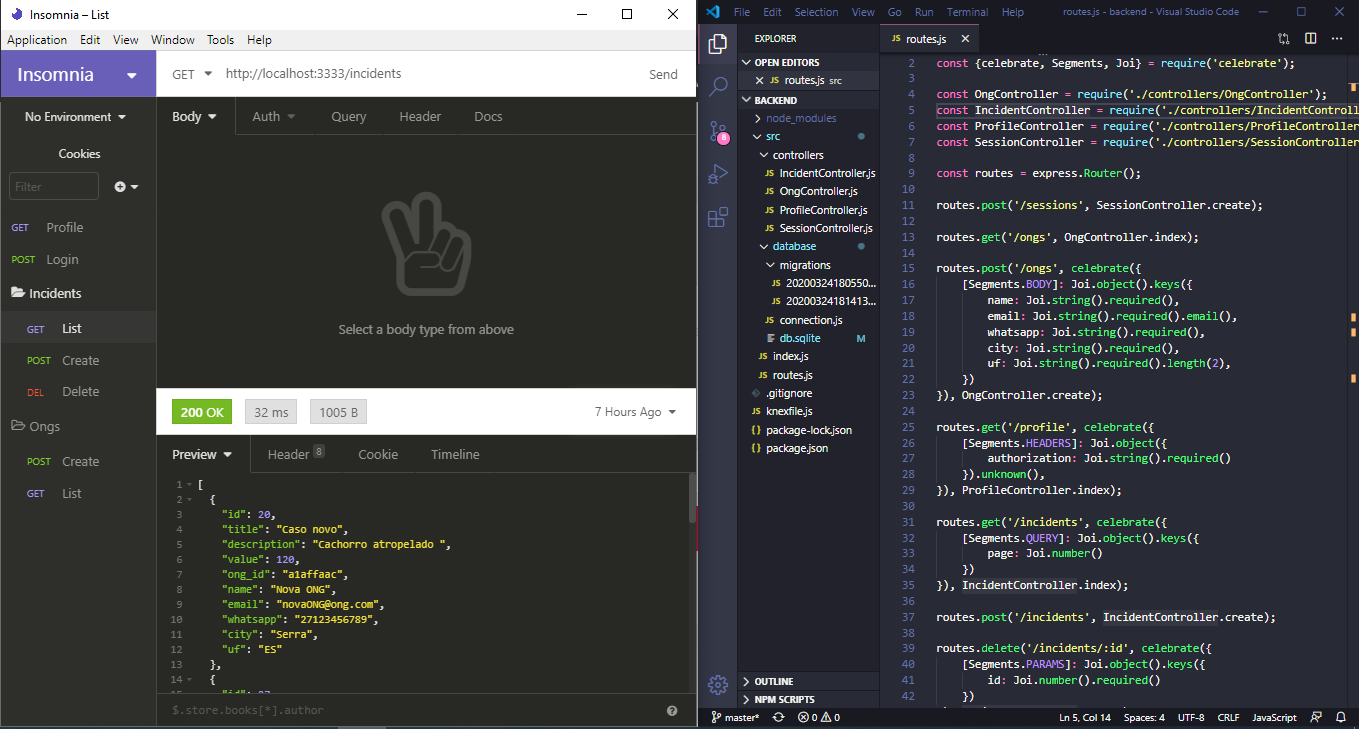 Insomnia – List
Application Edit View Window Tools Help
Insomnia
GET http://localhost:3333/incidents Send
No Environment
Cookies
Filter
GET Profile
POST Login
Incidents
GET List
POST Create
DEL Delete
Ongs
POST Create
GET List
Body Auth Query Header Docs
Select a body type from above
200 OK 32 ms 1005 B 7 Hours Ago
Preview Header 8 Cookie Timeline
1 [
2 {
3 "id": 20,
4 "title": "Caso novo",
5 "description": "Cachorro atropelado ",
6 "value": 120,
7 "ong_id": "a1affaac",
8 "name": "Nova ONG",
9 "email": "novaONG@ong.com",
10 "whatsapp": "27123456789",
11 "city": "Serra",
12 "uf": "ES"
13 },
14 {
$.store.books[*].author
File Edit Selection View Go Run Terminal Help routes.js - backend - Visual Studio Code
EXPLORER
OPEN EDITORS
JS routes.js src
BACKEND
node_modules
src
controllers
JS IncidentController.js
JS OngController.js
JS ProfileController.js
JS SessionController.js
database
migrations
JS 20200324180550...
JS 20200324181413...
JS connection.js
db.sqlite M
JS index.js
JS routes.js
.gitignore
JS knexfile.js
{} package-lock.json
{} package.json
OUTLINE
NPM SCRIPTS
8
JS routes.js
2 const {celebrate, Segments, Joi} = require('celebrate');
3
4 const OngController = require('./controllers/OngController');
5 const IncidentController = require('./controllers/IncidentControll
6 const ProfileController = require('./controllers/ProfileController
7 const SessionController = require('./controllers/SessionController
8
9 const routes = express.Router();
10
11 routes.post('/sessions', SessionController.create);
12
13 routes.get('/ongs', OngController.index);
14
15 routes.post('/ongs', celebrate({
16 [Segments.BODY]: Joi.object().keys({
17 name: Joi.string().required(),
18 email: Joi.string().required().email(),
19 whatsapp: Joi.string().required(),
20 city: Joi.string().required(),
21 uf: Joi.string().required().length(2),
22 })
23 }), OngController.create);
24
25 routes.get('/profile', celebrate({
26 [Segments.HEADERS]: Joi.object({
27 authorization: Joi.string().required()
28 }).unknown(),
29 }), ProfileController.index);
30
31 routes.get('/incidents', celebrate({
32 [Segments.QUERY]: Joi.object().keys({
33 page: Joi.number()
34 })
35 }), IncidentController.index);
36
37 routes.post('/incidents', IncidentController.create);
38
39 routes.delete('/incidents/:id', celebrate({
40 [Segments.PARAMS]: Joi.object().keys({
41 id: Joi.number().required()
42 })
master* 0 0 Ln 5, Col 14 Spaces: 4 UTF-8 CRLF JavaScript